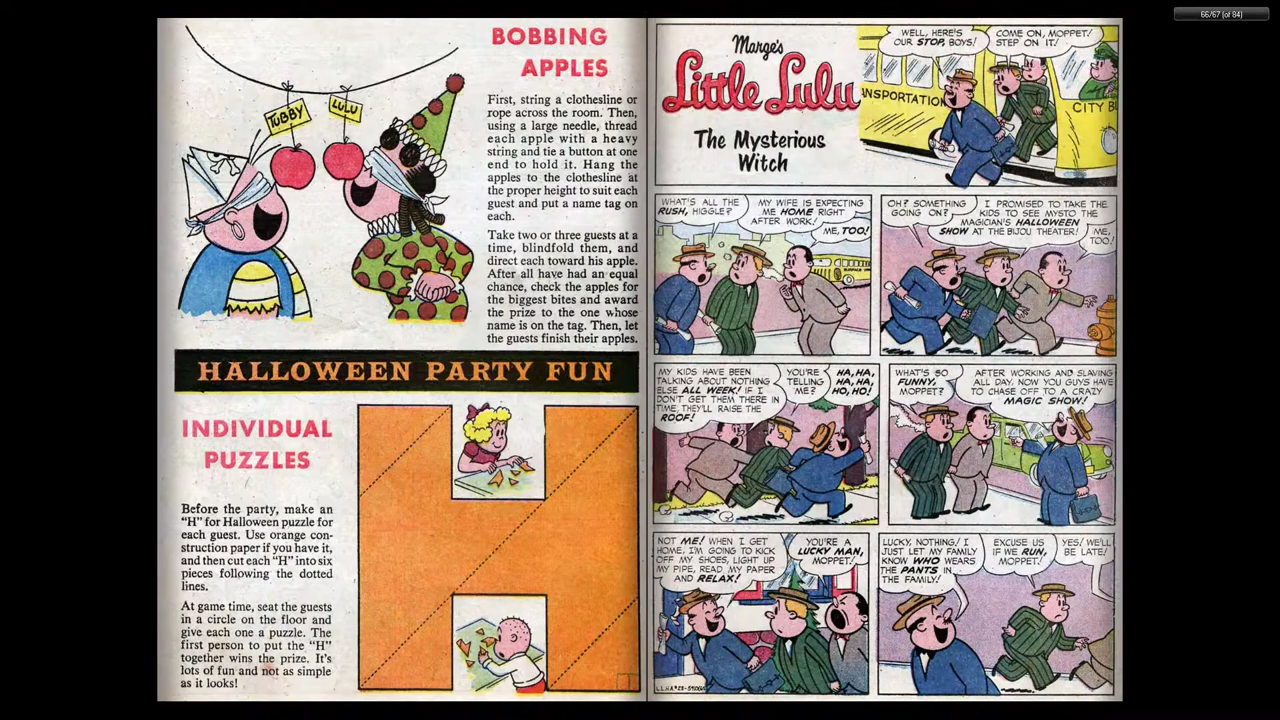 66/67 (of 84)
BOBBING
APPLES
TUBBY
LULU
First, string a clothesline or
rope across the room. Then,
using a large needle, thread
each apple with a heavy
string and tie a button at one
end to hold it. Hang the
apples to the clothesline at
the proper height to suit each
guest and put a name tag on
each.
Take two or three guests at a
time, blindfold them, and
direct each toward his apple.
After all have had an equal
chance, check the apples for
the biggest bites and award
the prize to the one whose
name is on the tag. Then, let
the guests finish their apples.
HALLOWEEN PARTY FUN
INDIVIDUAL
PUZZLES
Before the party, make an
"H" for Halloween puzzle for
each guest. Use orange con-
struction paper if you have it,
and then cut each "H" into six
pieces following the dotted
lines.
At game time, seat the guests
in a circle on the floor and
give each one a puzzle. The
first person to put the "H"
together wins the prize. It's
lots of fun and not as simple
as it looks!
Marge's
Little Lulu
The Mysterious
Witch
WELL, HERE'S
OUR STOP, BOYS!
COME ON, MOPPET!
STEP ON IT!
ANSPORTATION
CITY B
WHAT'S ALL THE
RUSH, HIGGLE?
MY WIFE IS EXPECTING
ME HOME RIGHT
AFTER WORK!
ME, TOO!
OH? SOMETHING
GOING ON?
I PROMISED TO TAKE THE
KIDS TO SEE MYSTO THE
MAGICIAN'S HALLOWEEN
SHOW AT THE BIJOU THEATER!
ME,
TOO!
MY KIDS HAVE BEEN
TALKING ABOUT NOTHING
ELSE ALL WEEK! IF I
DON'T GET THEM THERE IN
TIME, THEY'LL RAISE THE
ROOF!
YOU'RE
TELLING
ME?
HA, HA,
HA, HA,
HO, HO!
WHAT'S SO
FUNNY,
MOPPET?
AFTER WORKING AND SLAVING
ALL DAY, NOW YOU GUYS HAVE
TO CHASE OFF TO A CRAZY
MAGIC SHOW!
NOT ME! WHEN I GET
HOME, I'M GOING TO KICK
OFF MY SHOES, LIGHT UP
MY PIPE, READ MY PAPER
AND RELAX!
YOU'RE A
LUCKY MAN,
MOPPET!
LUCKY, NOTHING! I
JUST LET MY FAMILY
KNOW WHO WEARS
THE PANTS IN
THE FAMILY!
EXCUSE US
IF WE RUN,
MOPPET!
YES! WE'LL
BE LATE!